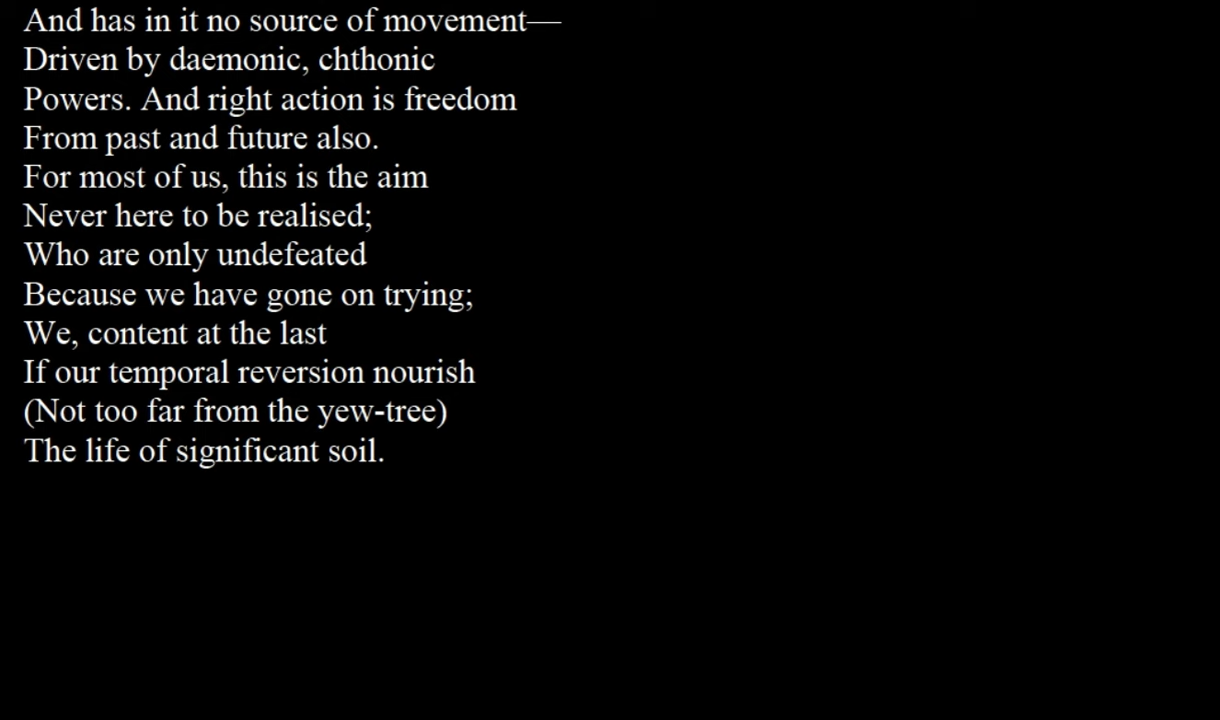 And has in it no source of movement—
Driven by daemonic, chthonic
Powers. And right action is freedom
From past and future also.
For most of us, this is the aim
Never here to be realised;
Who are only undefeated
Because we have gone on trying;
We, content at the last
If our temporal reversion nourish
(Not too far from the yew-tree)
The life of significant soil.